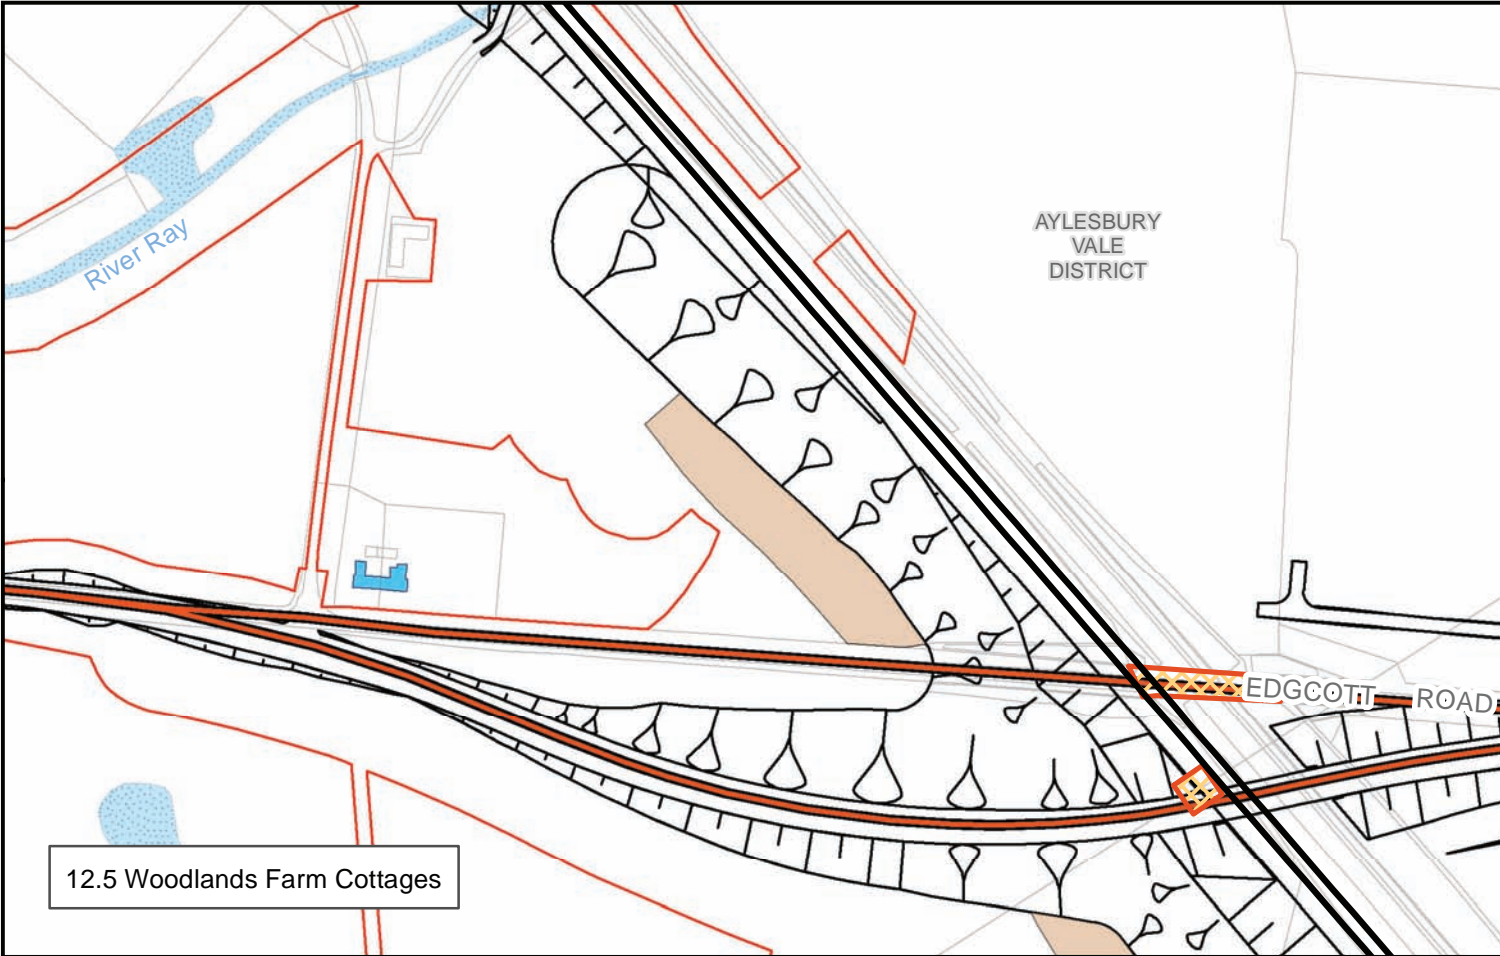 AYLESBURY
VALE
DISTRICT
River Ray
EDGCOTT ROAD
12.5 Woodlands Farm Cottages